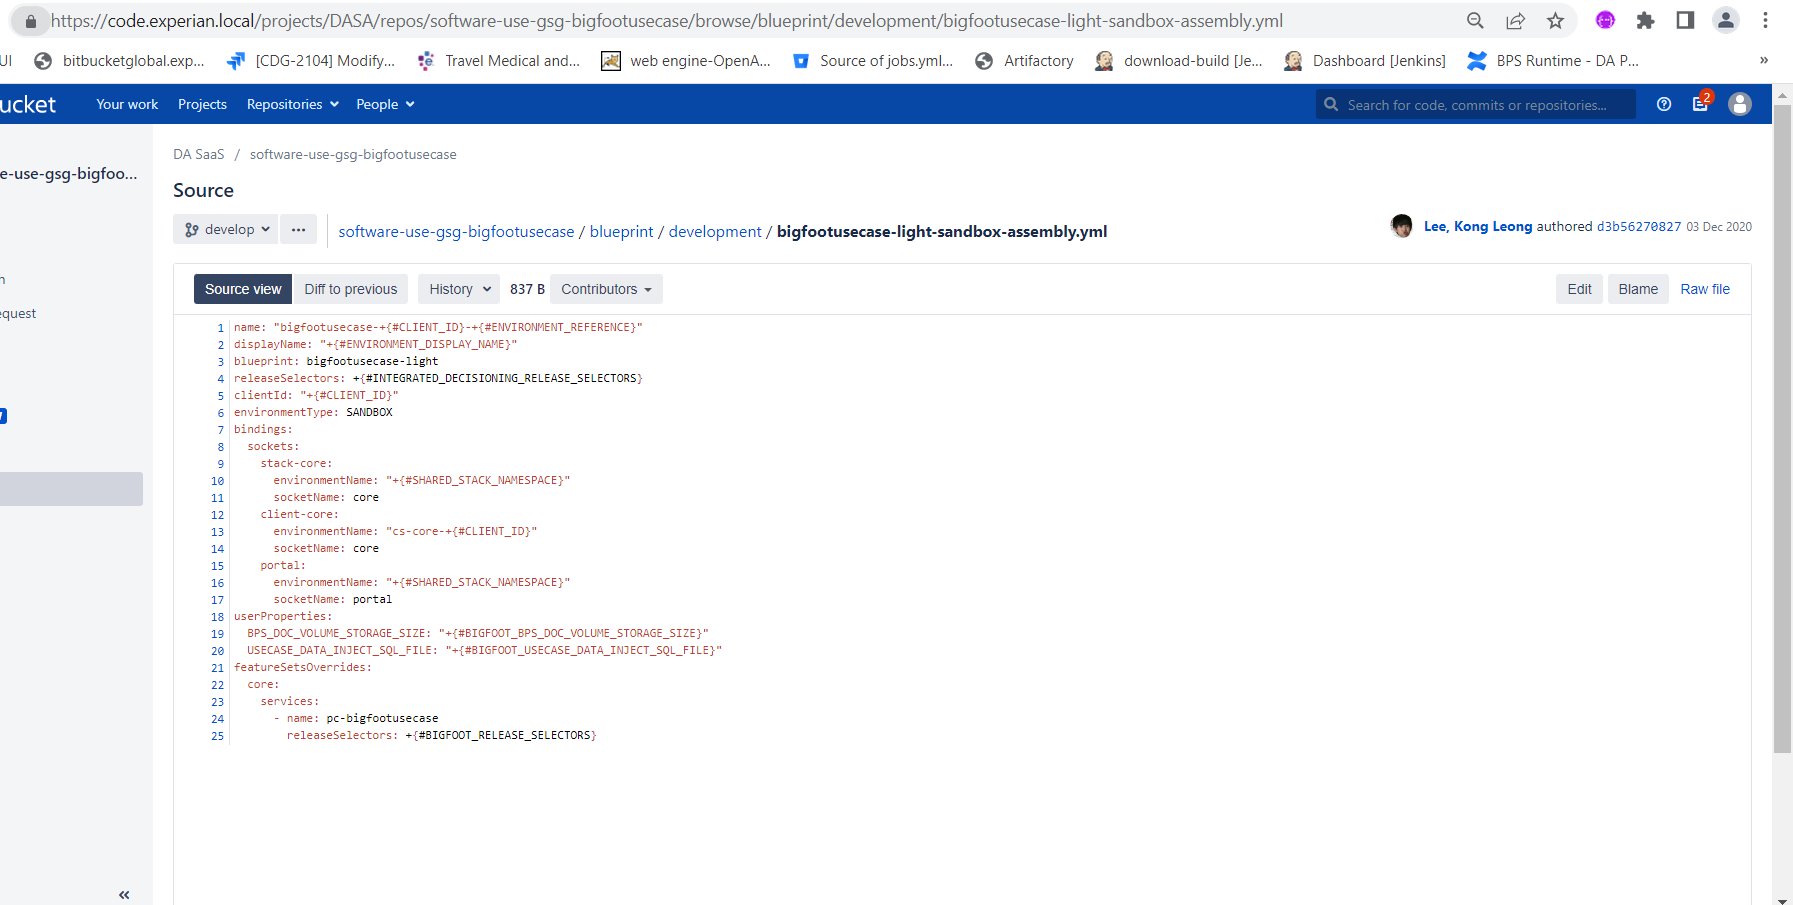 https://code.experian.local/projects/DASA/repos/software-use-gsg-bigfootusecase/browse/blueprint/development/bigfootusecase-light-sandbox-assembly.yml
UI bitbucketglobal.exp... [CDG-2104] Modify,... Travel Medical and... web engine-OpenA... Source of jobs.yml... Artifactory download-build [Je... Dashboard [Jenkins] BPS Runtime - DA P... »
ucket Your work Projects Repositories People Search for code, commits or repositories... 2
DA SaaS / software-use-gsg-bigfootusecase
e-use-gsg-bigfoo...
Source
develop ... software-use-gsg-bigfootusecase / blueprint / development / bigfootusecase-light-sandbox-assembly.yml Lee, Kong Leong authored d3b56270827 03 Dec 2020
n
equest
Source view Diff to previous History 837 B Contributors Edit Blame Raw file
1 name: "bigfootusecase-+{#CLIENT_ID}-+{#ENVIRONMENT_REFERENCE}"
2 displayName: "+{#ENVIRONMENT_DISPLAY_NAME}"
3 blueprint: bigfootusecase-light
4 releaseSelectors: +{#INTEGRATED_DECISIONING_RELEASE_SELECTORS}
5 clientId: "+{#CLIENT_ID}"
6 environmentType: SANDBOX
7 bindings:
8 sockets:
9 stack-core:
10 environmentName: "+{#SHARED_STACK_NAMESPACE}"
11 socketName: core
12 client-core:
13 environmentName: "cs-core-+{#CLIENT_ID}"
14 socketName: core
15 portal:
16 environmentName: "+{#SHARED_STACK_NAMESPACE}"
17 socketName: portal
18 userProperties:
19 BPS_DOC_VOLUME_STORAGE_SIZE: "+{#BIGFOOT_BPS_DOC_VOLUME_STORAGE_SIZE}"
20 USECASE_DATA_INJECT_SQL_FILE: "+{#BIGFOOT_USECASE_DATA_INJECT_SQL_FILE}"
21 featureSetsOverrides:
22 core:
23 services:
24 - name: pc-bigfootusecase
25 releaseSelectors: +{#BIGFOOT_RELEASE_SELECTORS}
«